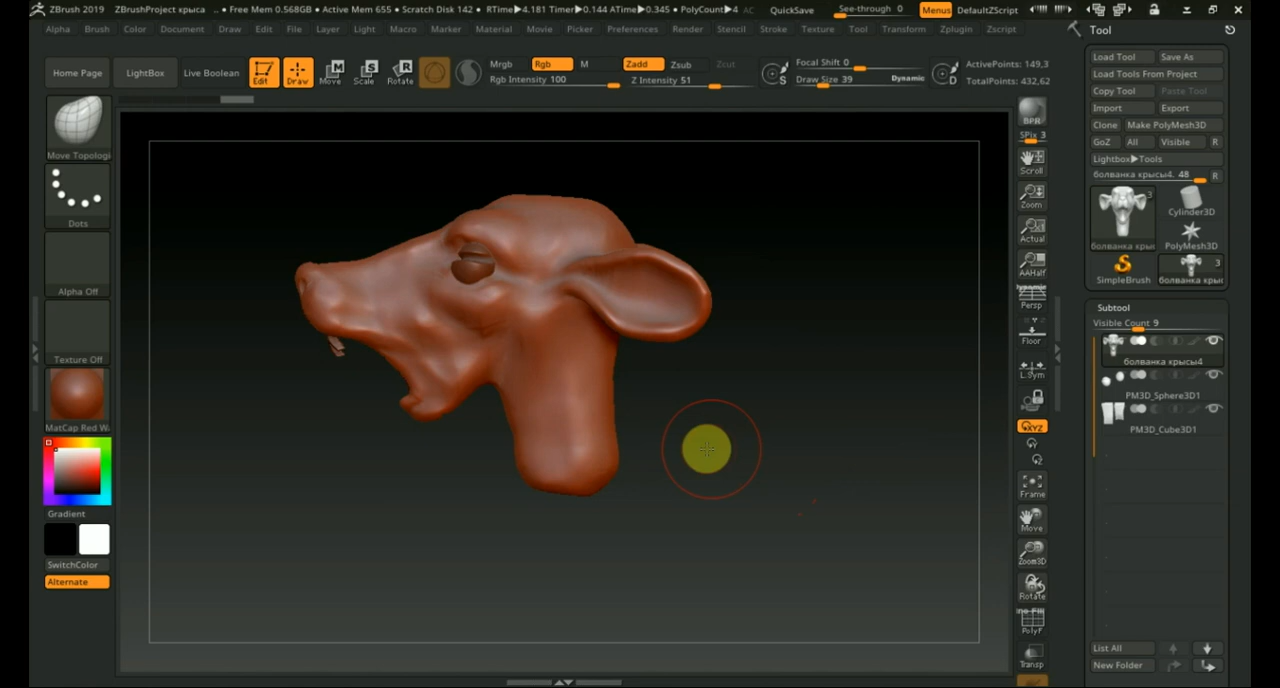 ZBrush 2019 ZBrushProject крыса .. • Free Mem 0.568GB • Active Mem 655 • Scratch Disk 142 • RTime▶4.181 Timer▶0.144 ATime▶0.345 • PolyCount▶4 AC QuickSave See-through 0 Menus DefaultZScript
Alpha Brush Color Document Draw Edit File Layer Light Macro Marker Material Movie Picker Preferences Render Stencil Stroke Texture Tool Transform Zplugin Zscript
Home Page LightBox Live Boolean Edit Draw Move Scale Rotate
Mrgb Rgb M Zadd Zsub Zcut
Rgb Intensity 100 Z Intensity 51
Focal Shift 0
Draw Size 39 Dynamic
ActivePoints: 149,3
TotalPoints: 432,62
Move Topologi
Dots
Alpha Off
Texture Off
MatCap Red Wa
Gradient
SwitchColor
Alternate
BPR
SPix 3
Scroll
Zoom
Actual
AAHalf
Dynamic
Persp
Floor
L.Sym
XYZ
Frame
Move
Zoom3D
Rotate
PolyF
Transp
Tool
Load Tool Save As
Load Tools From Project
Copy Tool Paste Tool
Import Export
Clone Make PolyMesh3D
GoZ All Visible R
Lightbox▶Tools
болванка крысы4. 48 R
3
Cylinder3D
болванка крыс PolyMesh3D
3
SimpleBrush болванка крыс
Subtool
Visible Count 9
болванка крысы4
PM3D_Sphere3D1
PM3D_Cube3D1
List All
New Folder